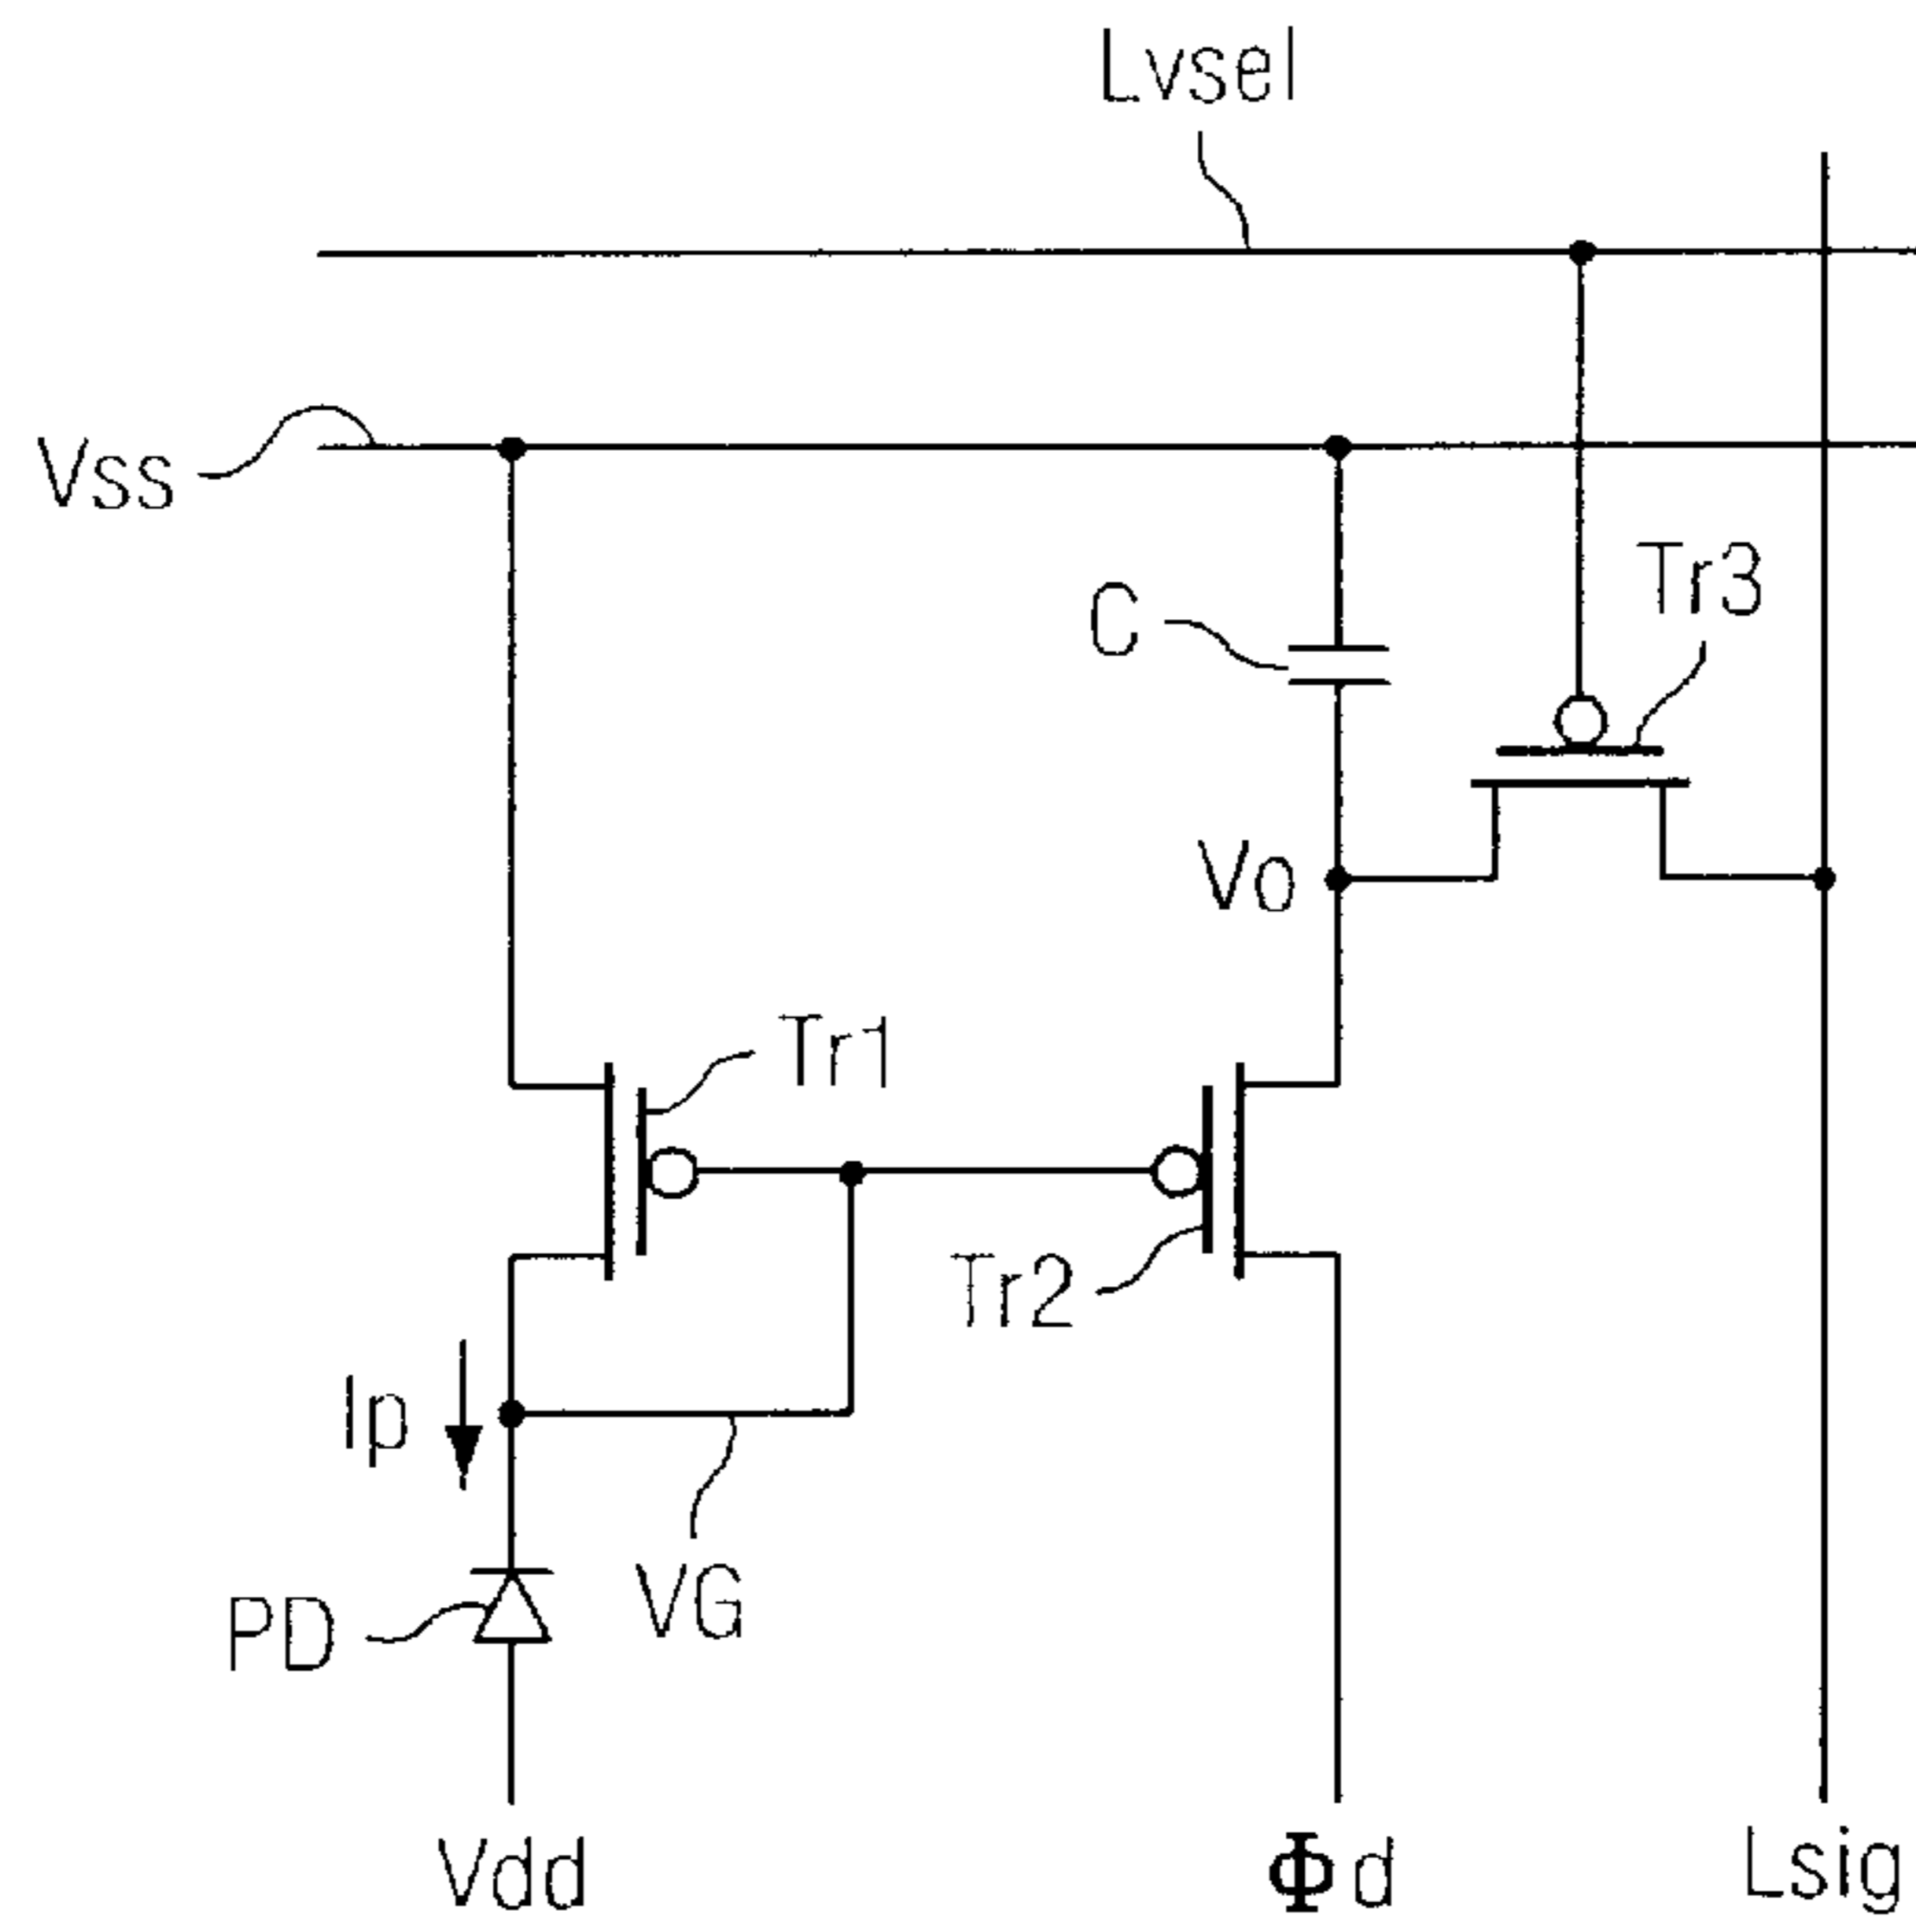 Lvsel
Vss
Tr3
C
Vo
Tr1
Tr2
Ip
VG
PD
Vdd
Φd
Lsig